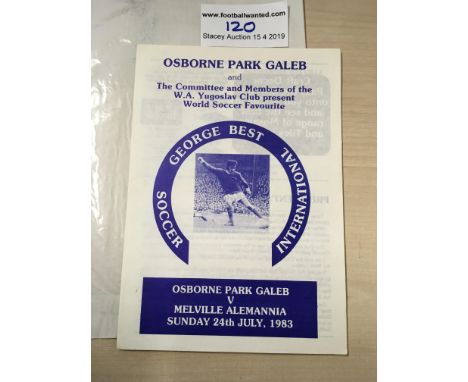 www.footballwanted.com
120
Stacey Auction 15 4 2019
OSBORNE PARK GALEB
and
The Committee and Members of the
W.A. Yugoslav Club present
World Soccer Favourite
GEORGE BEST
INTERNATIONAL
SOCCER
OSBORNE PARK GALEB
V
MELVILLE ALEMANNIA
SUNDAY 24th JULY, 1983